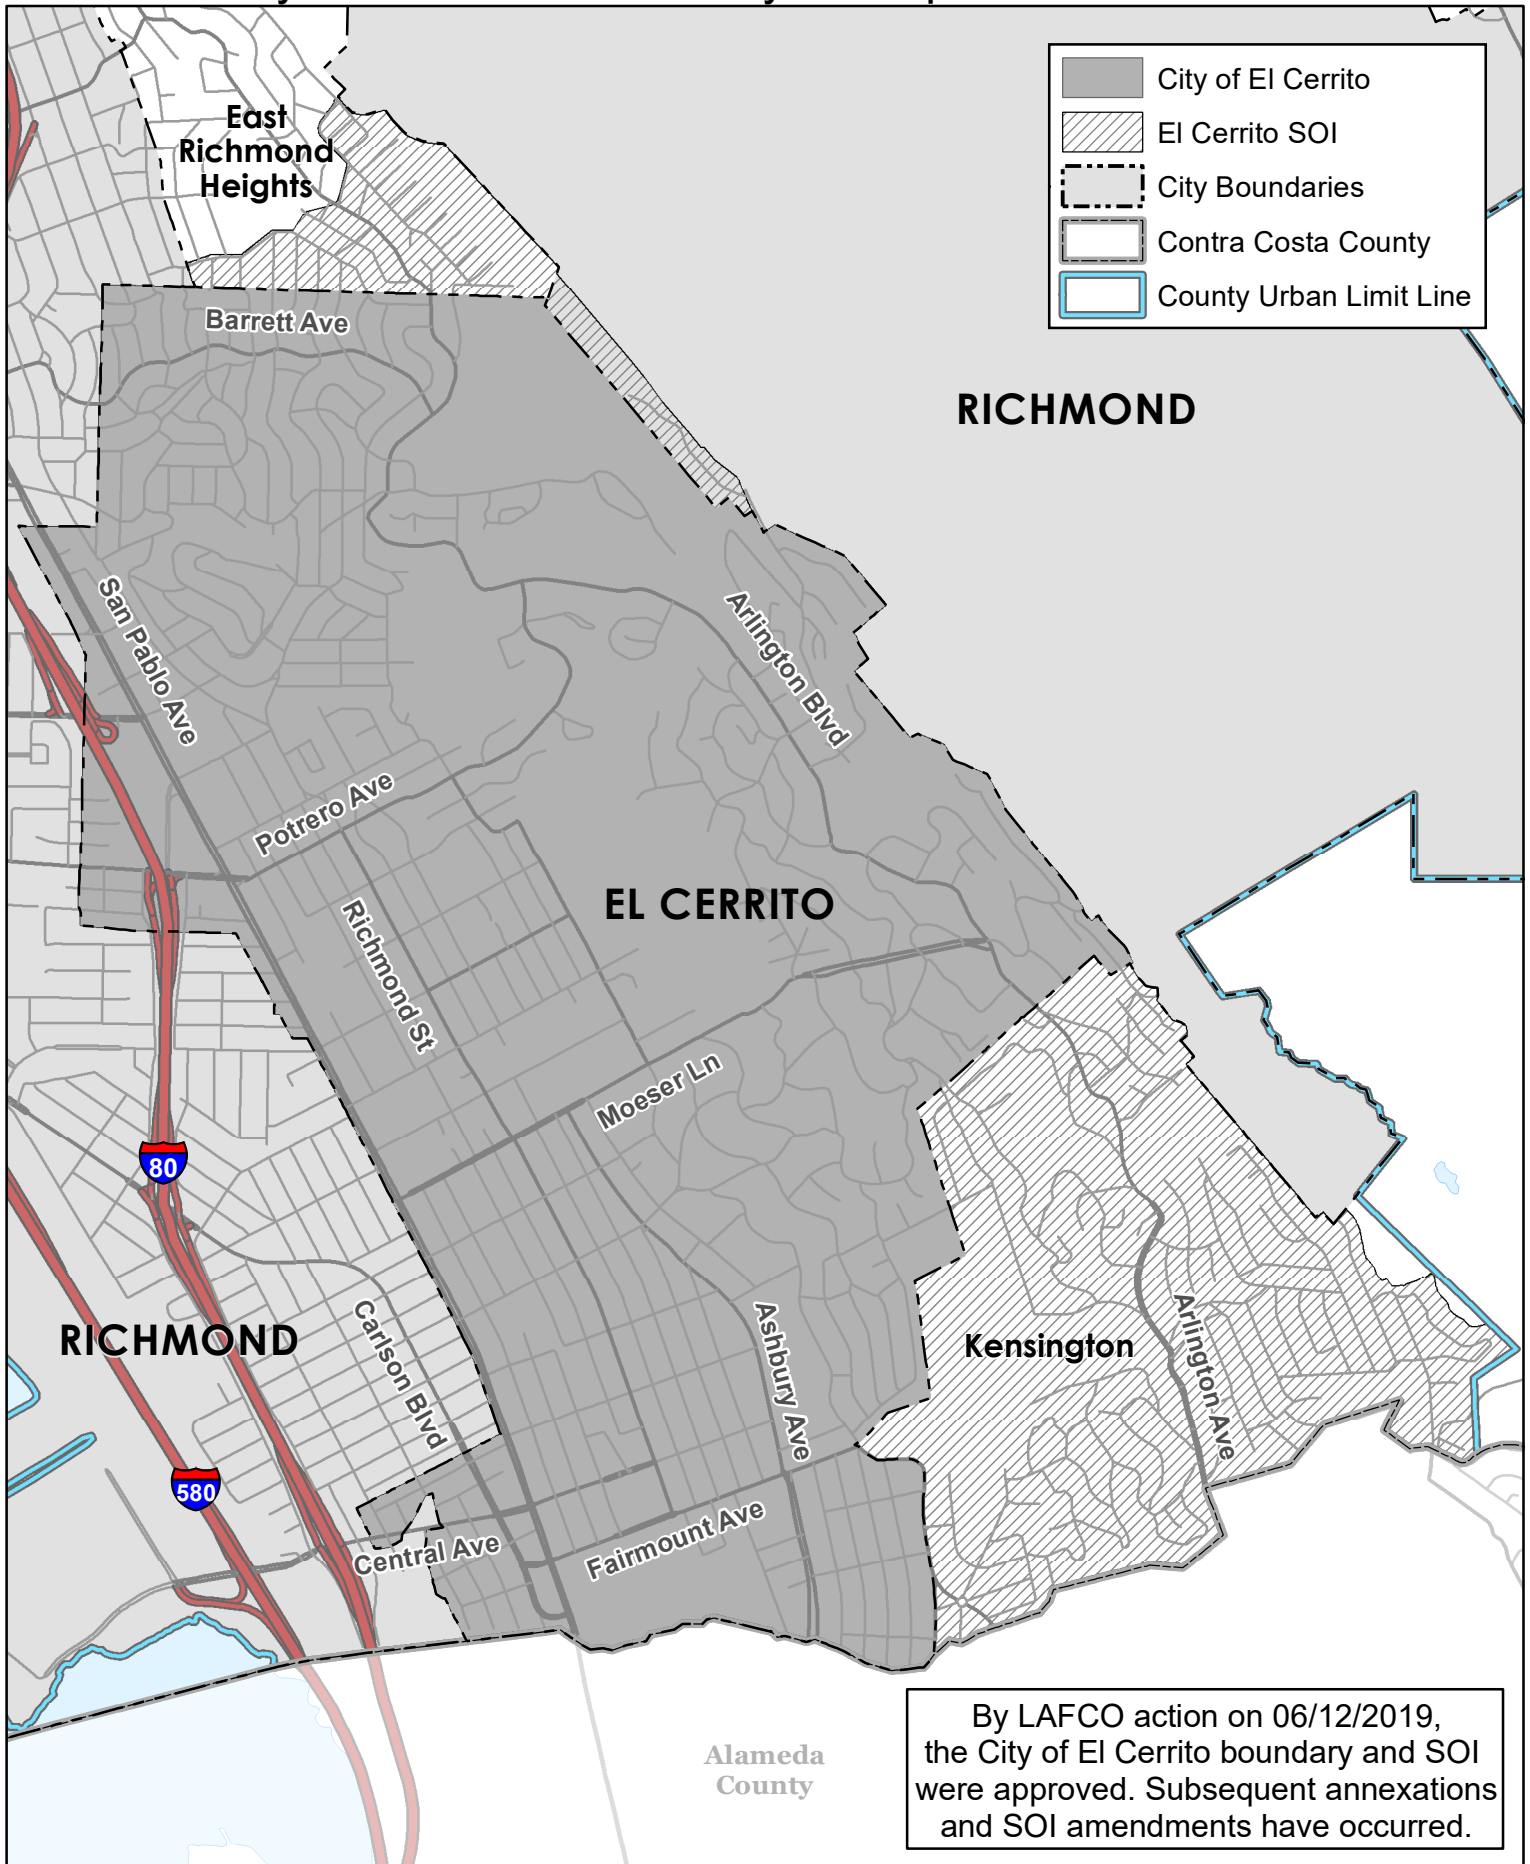 East
Richmond
Heights
City of El Cerrito
El Cerrito SOI
City Boundaries
Contra Costa County
County Urban Limit Line
Barrett Ave
RICHMOND
San Pablo Ave
Arlington Blvd
Potrero Ave
EL CERRITO
Richmond St
Moeser Ln
80
RICHMOND
Carlson Blvd
Ashbury Ave
Kensington
Arlington Ave
580
Central Ave
Fairmount Ave
Alameda
County
By LAFCO action on 06/12/2019,
the City of El Cerrito boundary and SOI
were approved. Subsequent annexations
and SOI amendments have occurred.